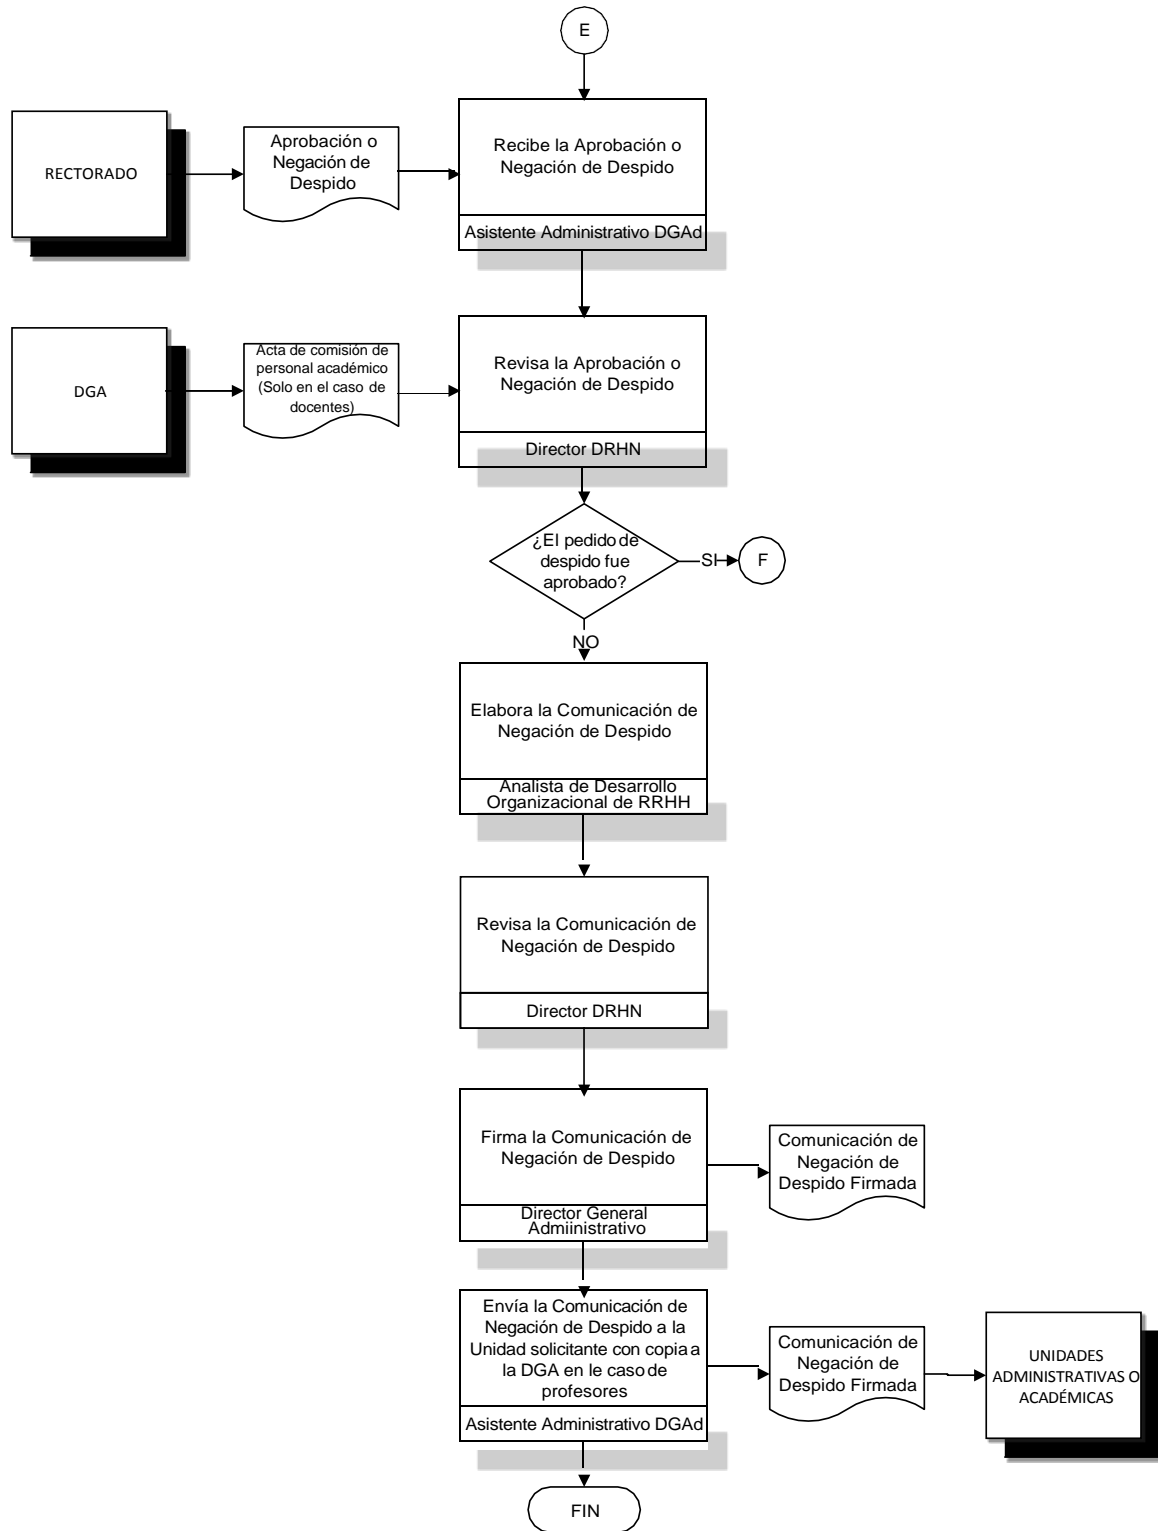 E
RECTORADO
Aprobación o
Negación de
Despido
Recibe la Aprobación o
Negación de Despido
Asistente Administrativo DGAd
DGA
Acta de comisión de
personal académico
(Solo en el caso de
docentes)
Revisa la Aprobación o
Negación de Despido
Director DRHN
¿El pedido de
despido fue
aprobado?
SI
F
NO
Elabora la Comunicación de
Negación de Despido
Analista de Desarrollo
Organizacional de RRHH
Revisa la Comunicación de
Negación de Despido
Director DRHN
Firma la Comunicación de
Negación de Despido
Director General
Admiinistrativo
Comunicación de
Negación de
Despido Firmada
Envía la Comunicación de
Negación de Despido a la
Unidad solicitante con copia a
la DGA en le caso de
profesores
Asistente Administrativo DGAd
Comunicación de
Negación de
Despido Firmada
UNIDADES
ADMINISTRATIVAS O
ACADÉMICAS
FIN